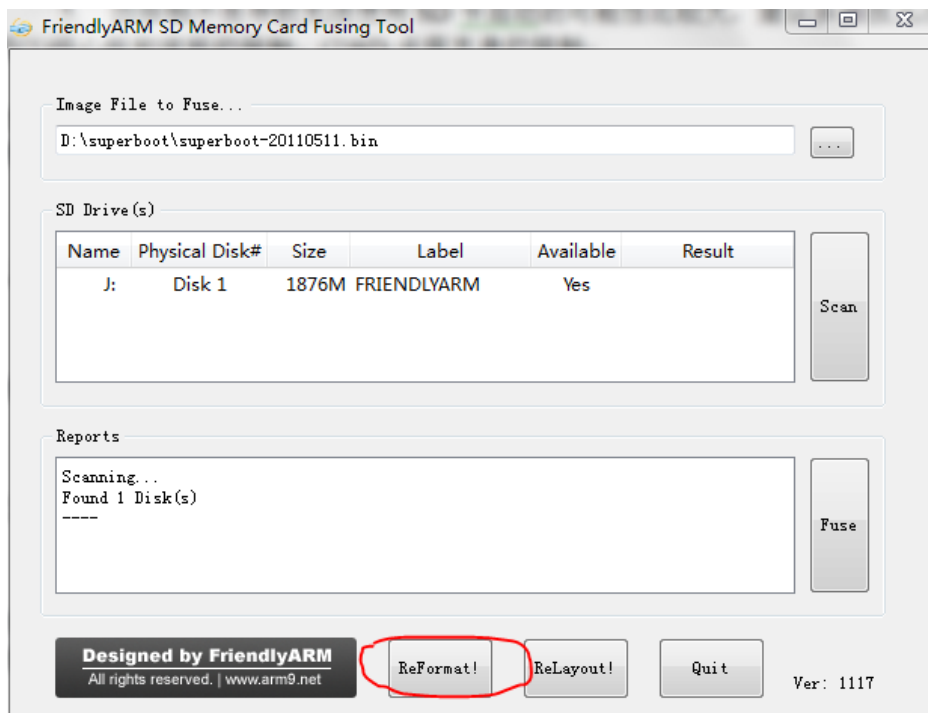 FriendlyARM SD Memory Card Fusing Tool
Image File to Fuse...
D:\superboot\superboot-20110511.bin
...
SD Drive(s)
Name Physical Disk# Size Label Available Result
J: Disk 1 1876M FRIENDLYARM Yes
Scan
Reports
Scanning...
Found 1 Disk(s)
----
Fuse
Designed by FriendlyARM
All rights reserved. | www.arm9.net
ReFormat!
ReLayout!
Quit
Ver: 1117